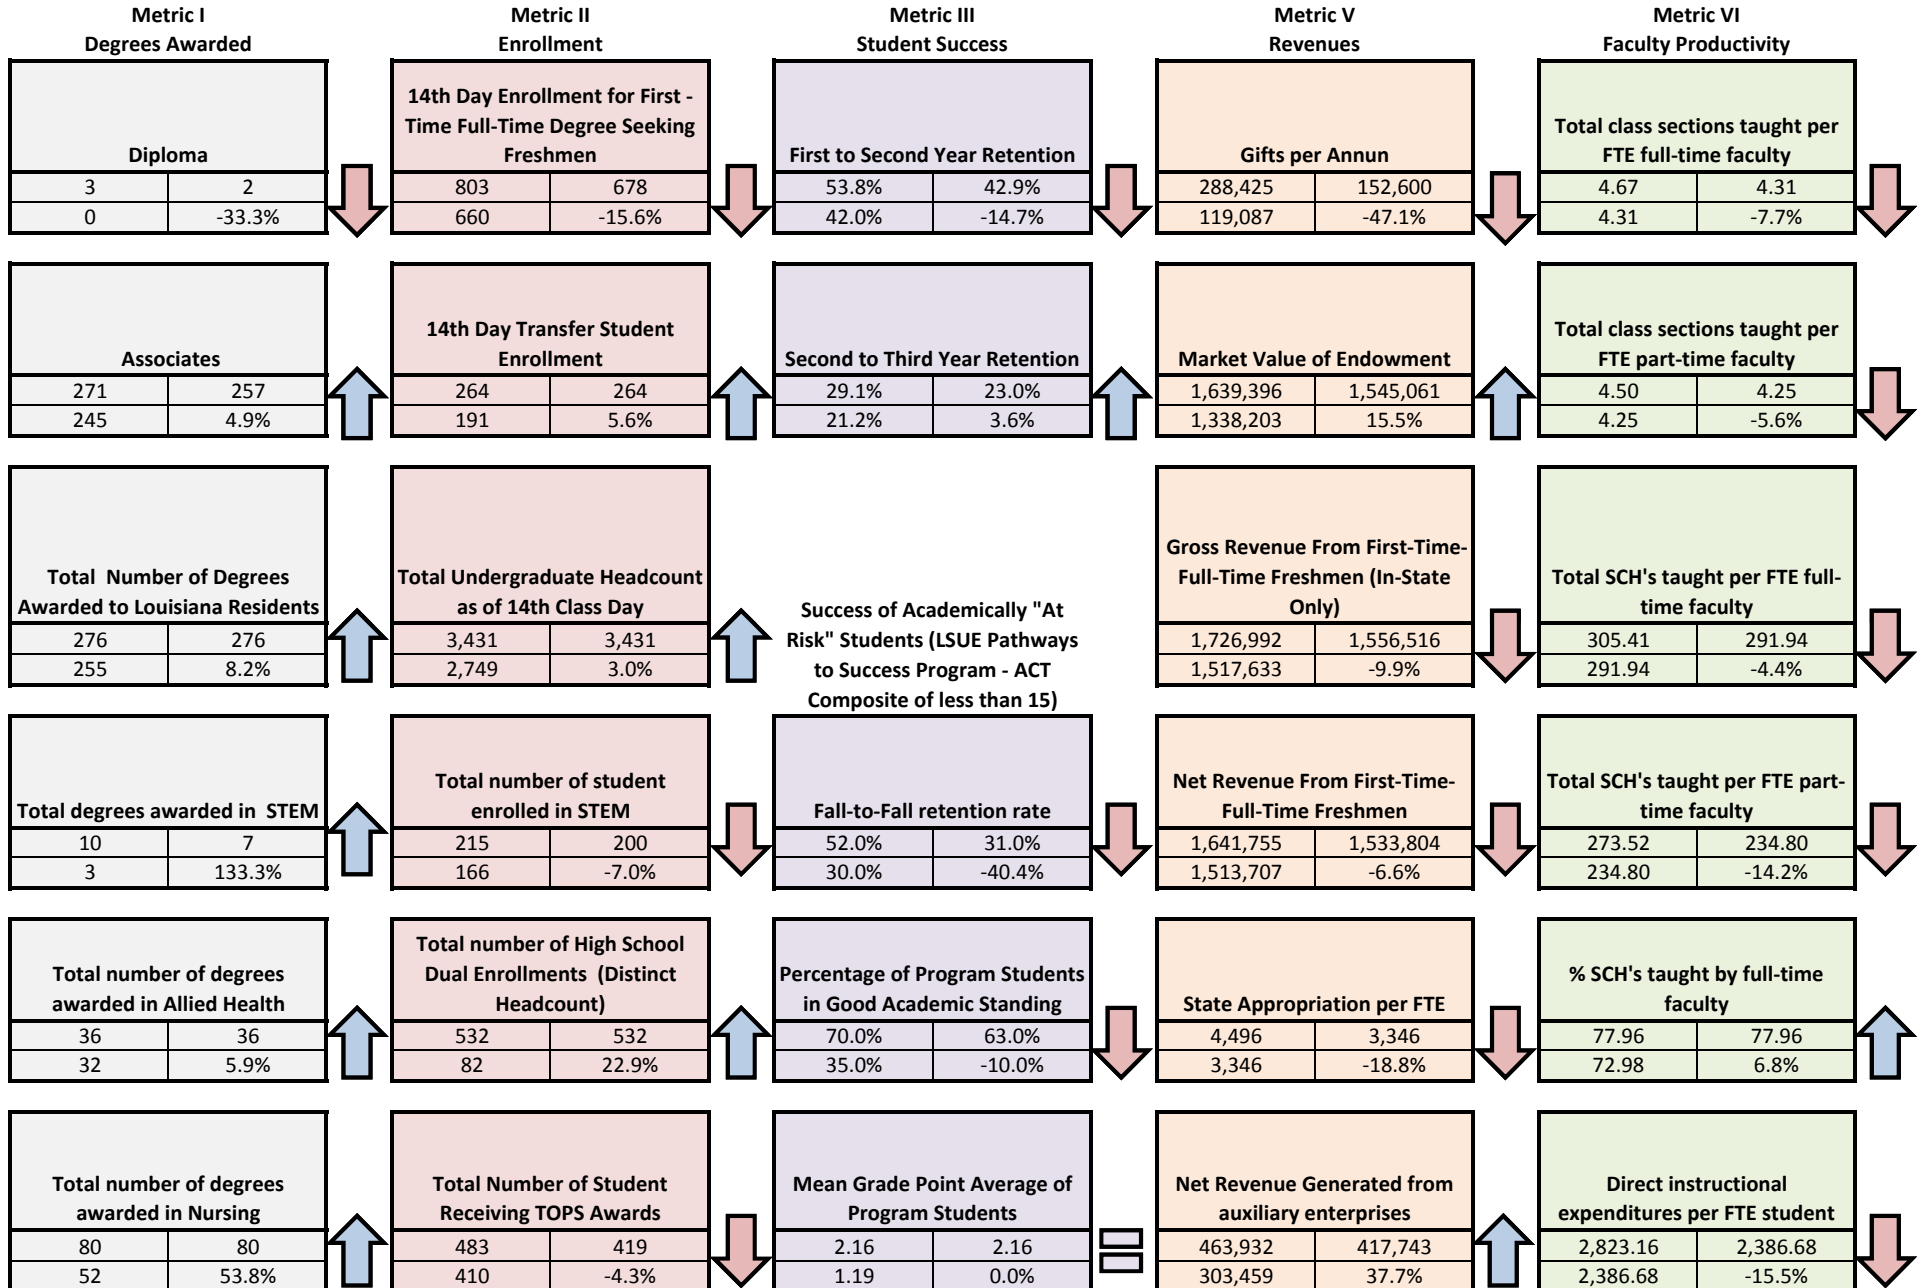 Metric I
Degrees Awarded
Metric II
Enrollment
Metric III
Student Success
Metric V
Revenues
Metric VI
Faculty Productivity
Diploma
3 2
0 -33.3%
14th Day Enrollment for First -
Time Full-Time Degree Seeking
Freshmen
803 678
660 -15.6%
First to Second Year Retention
53.8% 42.9%
42.0% -14.7%
Gifts per Annun
288,425 152,600
119,087 -47.1%
Total class sections taught per
FTE full-time faculty
4.67 4.31
4.31 -7.7%
Associates
271 257
245 4.9%
14th Day Transfer Student
Enrollment
264 264
191 5.6%
Second to Third Year Retention
29.1% 23.0%
21.2% 3.6%
Market Value of Endowment
1,639,396 1,545,061
1,338,203 15.5%
Total class sections taught per
FTE part-time faculty
4.50 4.25
4.25 -5.6%
Total Number of Degrees
Awarded to Louisiana Residents
276 276
255 8.2%
Total Undergraduate Headcount
as of 14th Class Day
3,431 3,431
2,749 3.0%
Success of Academically "At
Risk" Students (LSUE Pathways
to Success Program - ACT
Composite of less than 15)
Gross Revenue From First-Time-
Full-Time Freshmen (In-State
Only)
1,726,992 1,556,516
1,517,633 -9.9%
Total SCH's taught per FTE full-
time faculty
305.41 291.94
291.94 -4.4%
Total degrees awarded in STEM
10 7
3 133.3%
Total number of student
enrolled in STEM
215 200
166 -7.0%
Fall-to-Fall retention rate
52.0% 31.0%
30.0% -40.4%
Net Revenue From First-Time-
Full-Time Freshmen
1,641,755 1,533,804
1,513,707 -6.6%
Total SCH's taught per FTE part-
time faculty
273.52 234.80
234.80 -14.2%
Total number of degrees
awarded in Allied Health
36 36
32 5.9%
Total number of High School
Dual Enrollments (Distinct
Headcount)
532 532
82 22.9%
Percentage of Program Students
in Good Academic Standing
70.0% 63.0%
35.0% -10.0%
State Appropriation per FTE
4,496 3,346
3,346 -18.8%
% SCH's taught by full-time
faculty
77.96 77.96
72.98 6.8%
Total number of degrees
awarded in Nursing
80 80
52 53.8%
Total Number of Student
Receiving TOPS Awards
483 419
410 -4.3%
Mean Grade Point Average of
Program Students
2.16 2.16
1.19 0.0%
Net Revenue Generated from
auxiliary enterprises
463,932 417,743
303,459 37.7%
Direct instructional
expenditures per FTE student
2,823.16 2,386.68
2,386.68 -15.5%